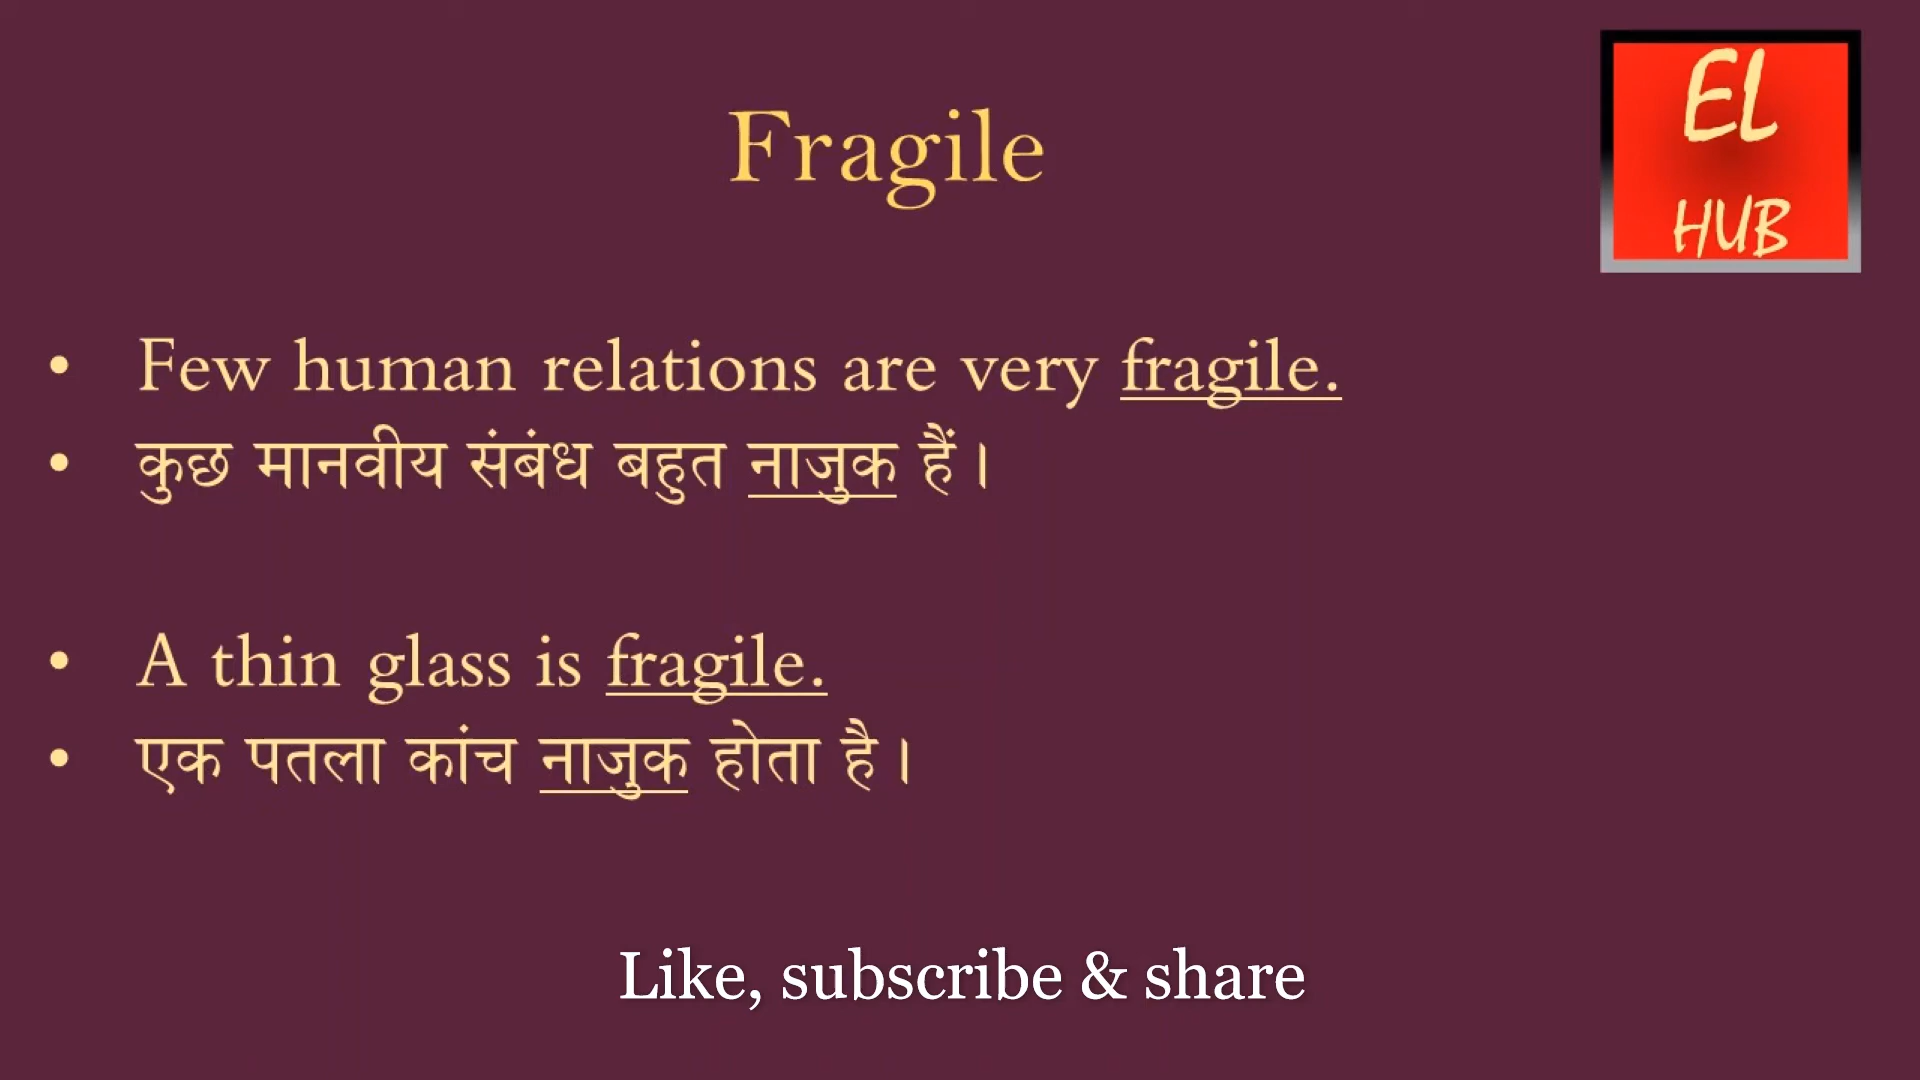 EL
HUB
Fragile
• Few human relations are very fragile.
• कुछ मानवीय संबंध बहुत नाजुक हैं।
• A thin glass is fragile.
• एक पतला कांच नाजुक होता है।
Like, subscribe & share